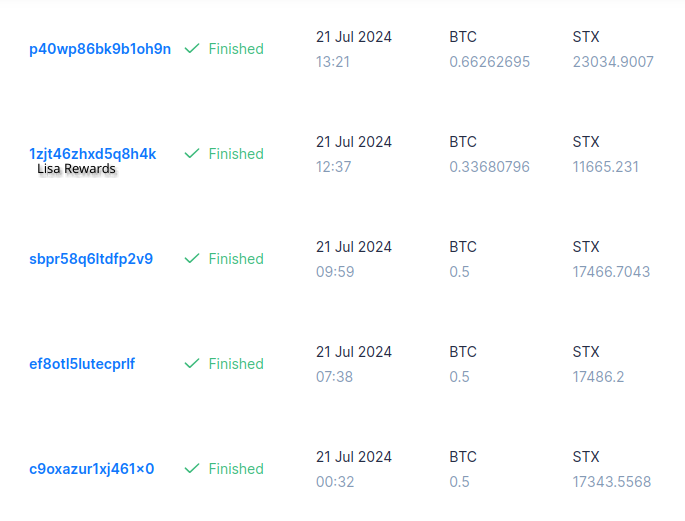 p40wp86bk9b1oh9n Finished 21 Jul 2024 BTC STX
13:21 0.66262695 23034.9007
1zjt46zhxd5q8h4k Finished 21 Jul 2024 BTC STX
Lisa Rewards 12:37 0.33680796 11665.231
sbpr58q6ltdfp2v9 Finished 21 Jul 2024 BTC STX
09:59 0.5 17466.7043
ef8otl5lutecprlf Finished 21 Jul 2024 BTC STX
07:38 0.5 17486.2
c9oxazur1xj461x0 Finished 21 Jul 2024 BTC STX
00:32 0.5 17343.5568